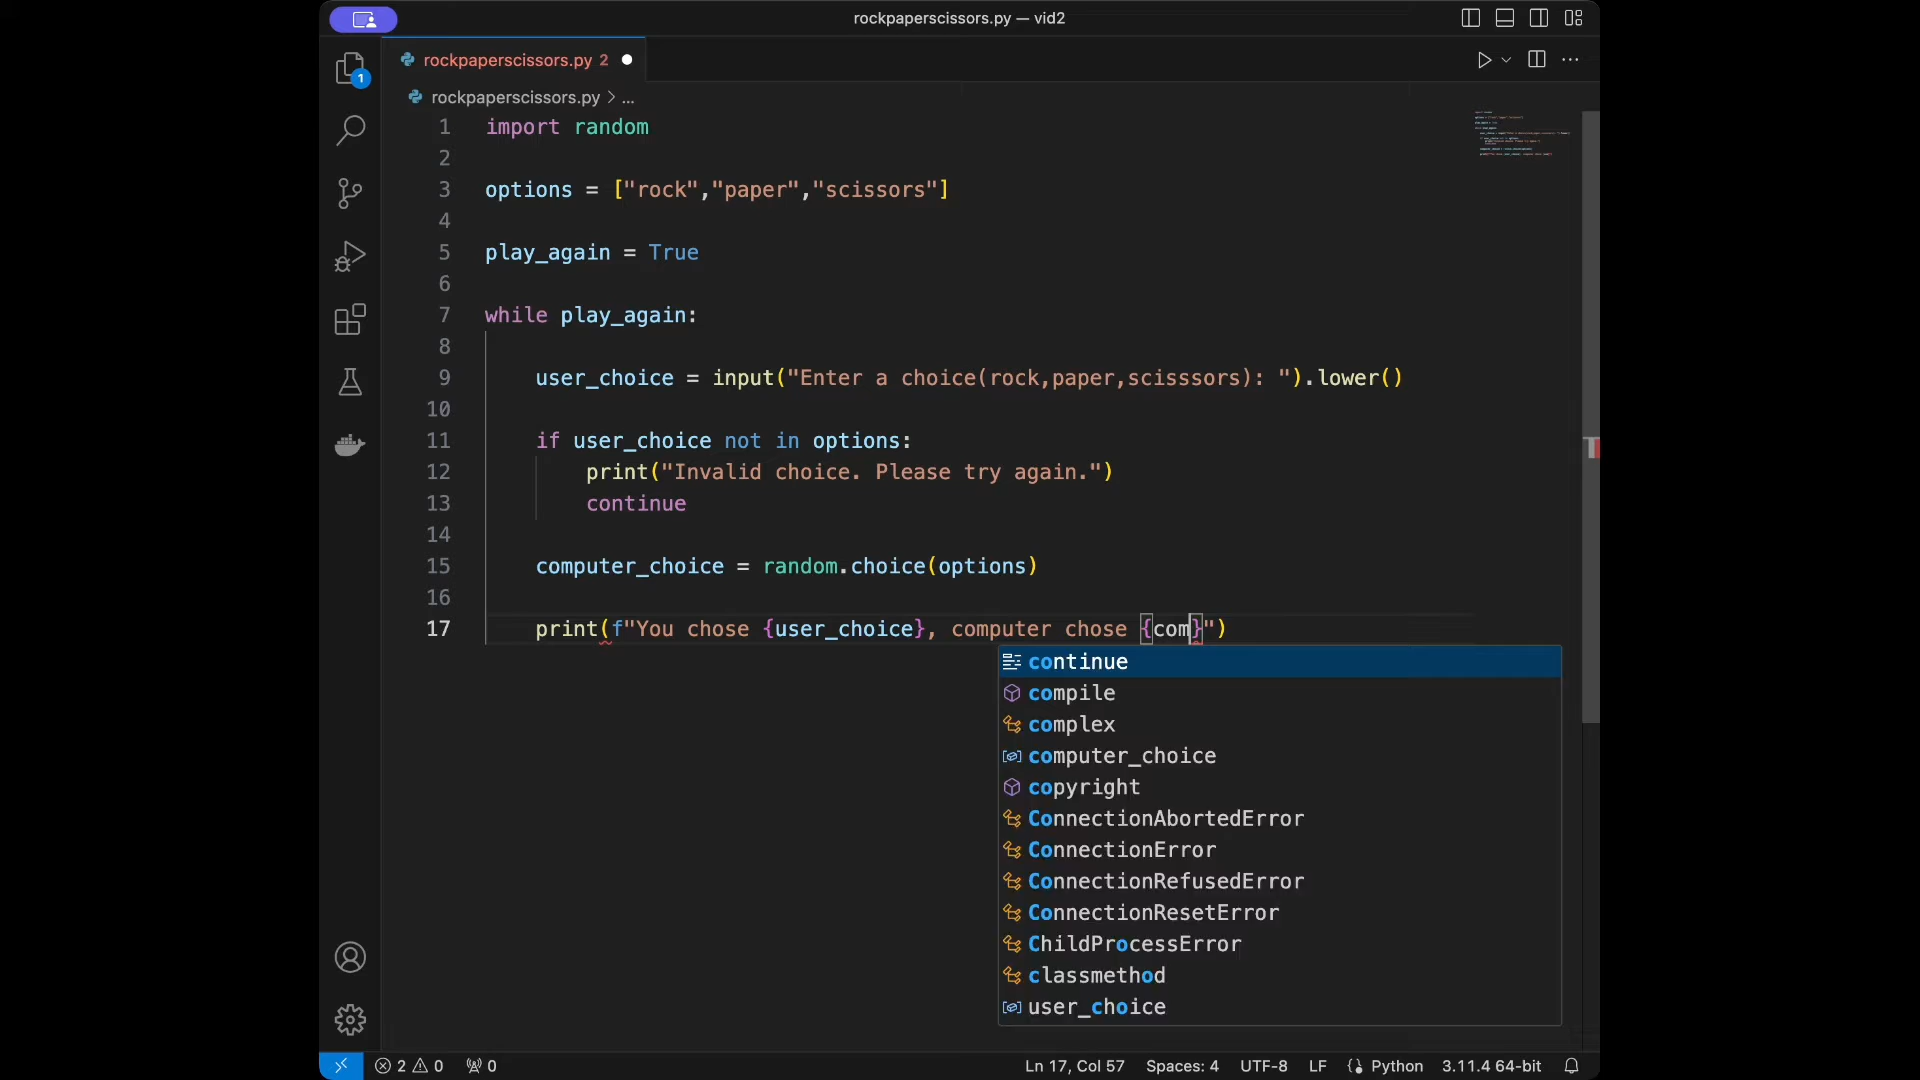 rockpaperscissors.py — vid2
rockpaperscissors.py 2
1
rockpaperscissors.py > ...
1 import random
2
3 options = ["rock","paper","scissors"]
4
5 play_again = True
6
7 while play_again:
8
9 user_choice = input("Enter a choice(rock,paper,scisssors): ").lower()
10
11 if user_choice not in options:
12 print("Invalid choice. Please try again.")
13 continue
14
15 computer_choice = random.choice(options)
16
17 print(f"You chose {user_choice}, computer chose {com}")
continue
compile
complex
computer_choice
copyright
ConnectionAbortedError
ConnectionError
ConnectionRefusedError
ConnectionResetError
ChildProcessError
classmethod
user_choice
2 0 0 Ln 17, Col 57 Spaces: 4 UTF-8 LF Python 3.11.4 64-bit